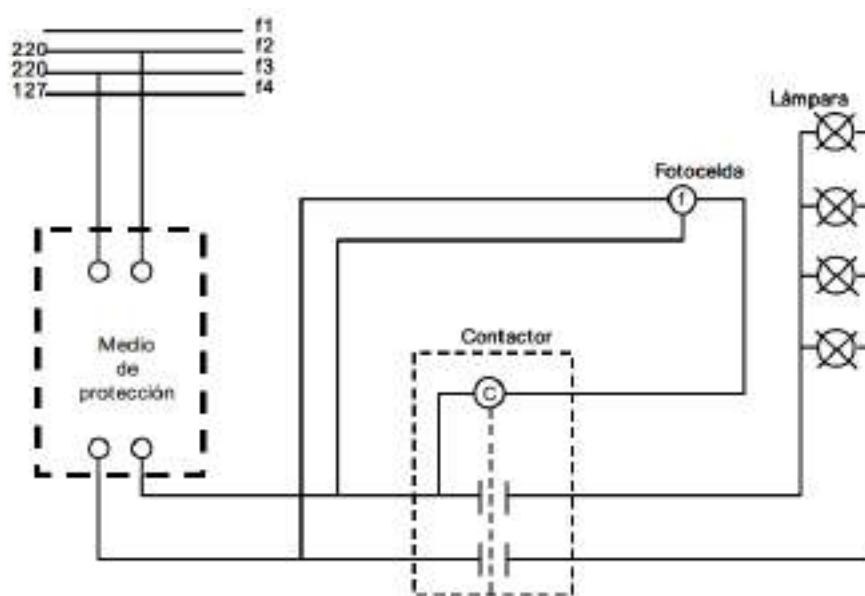 f1
220 f2
220 f3
127 f4
Lámpara
Fotocelda
f
Contactor
C
Medio
de
protección